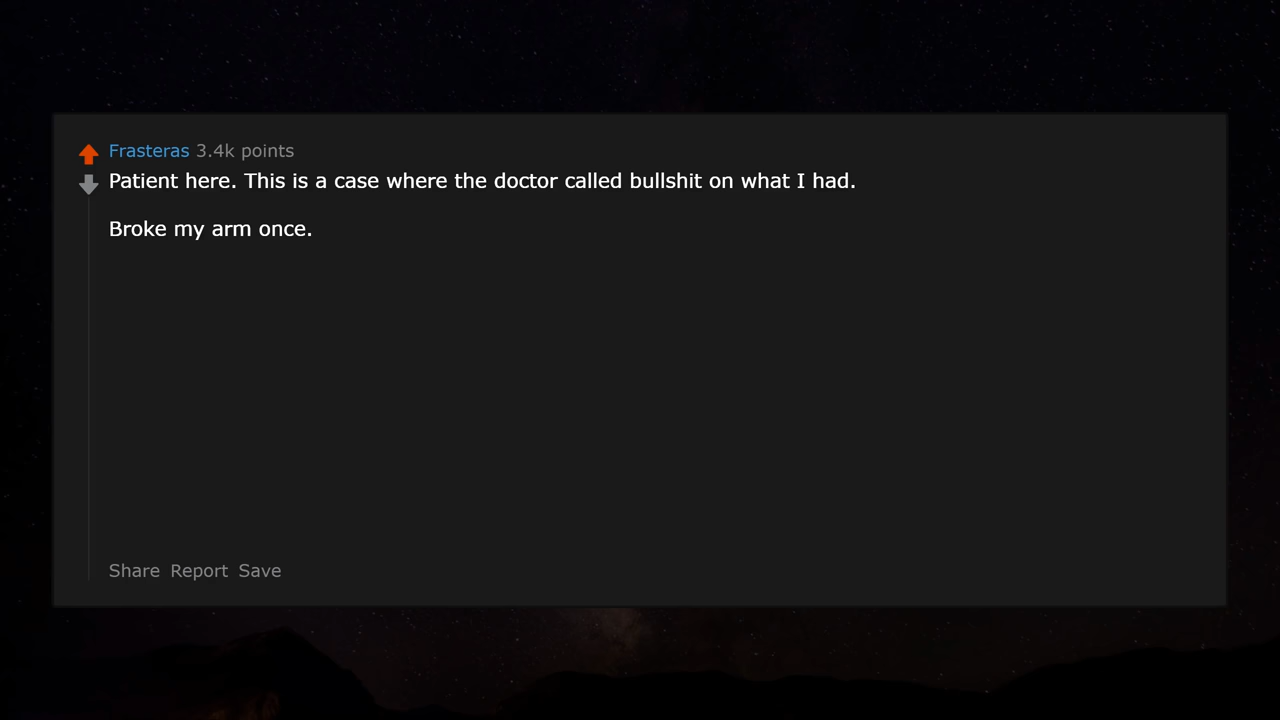 Frasteras 3.4k points
Patient here. This is a case where the doctor called bullshit on what I had.
Broke my arm once.
Share Report Save